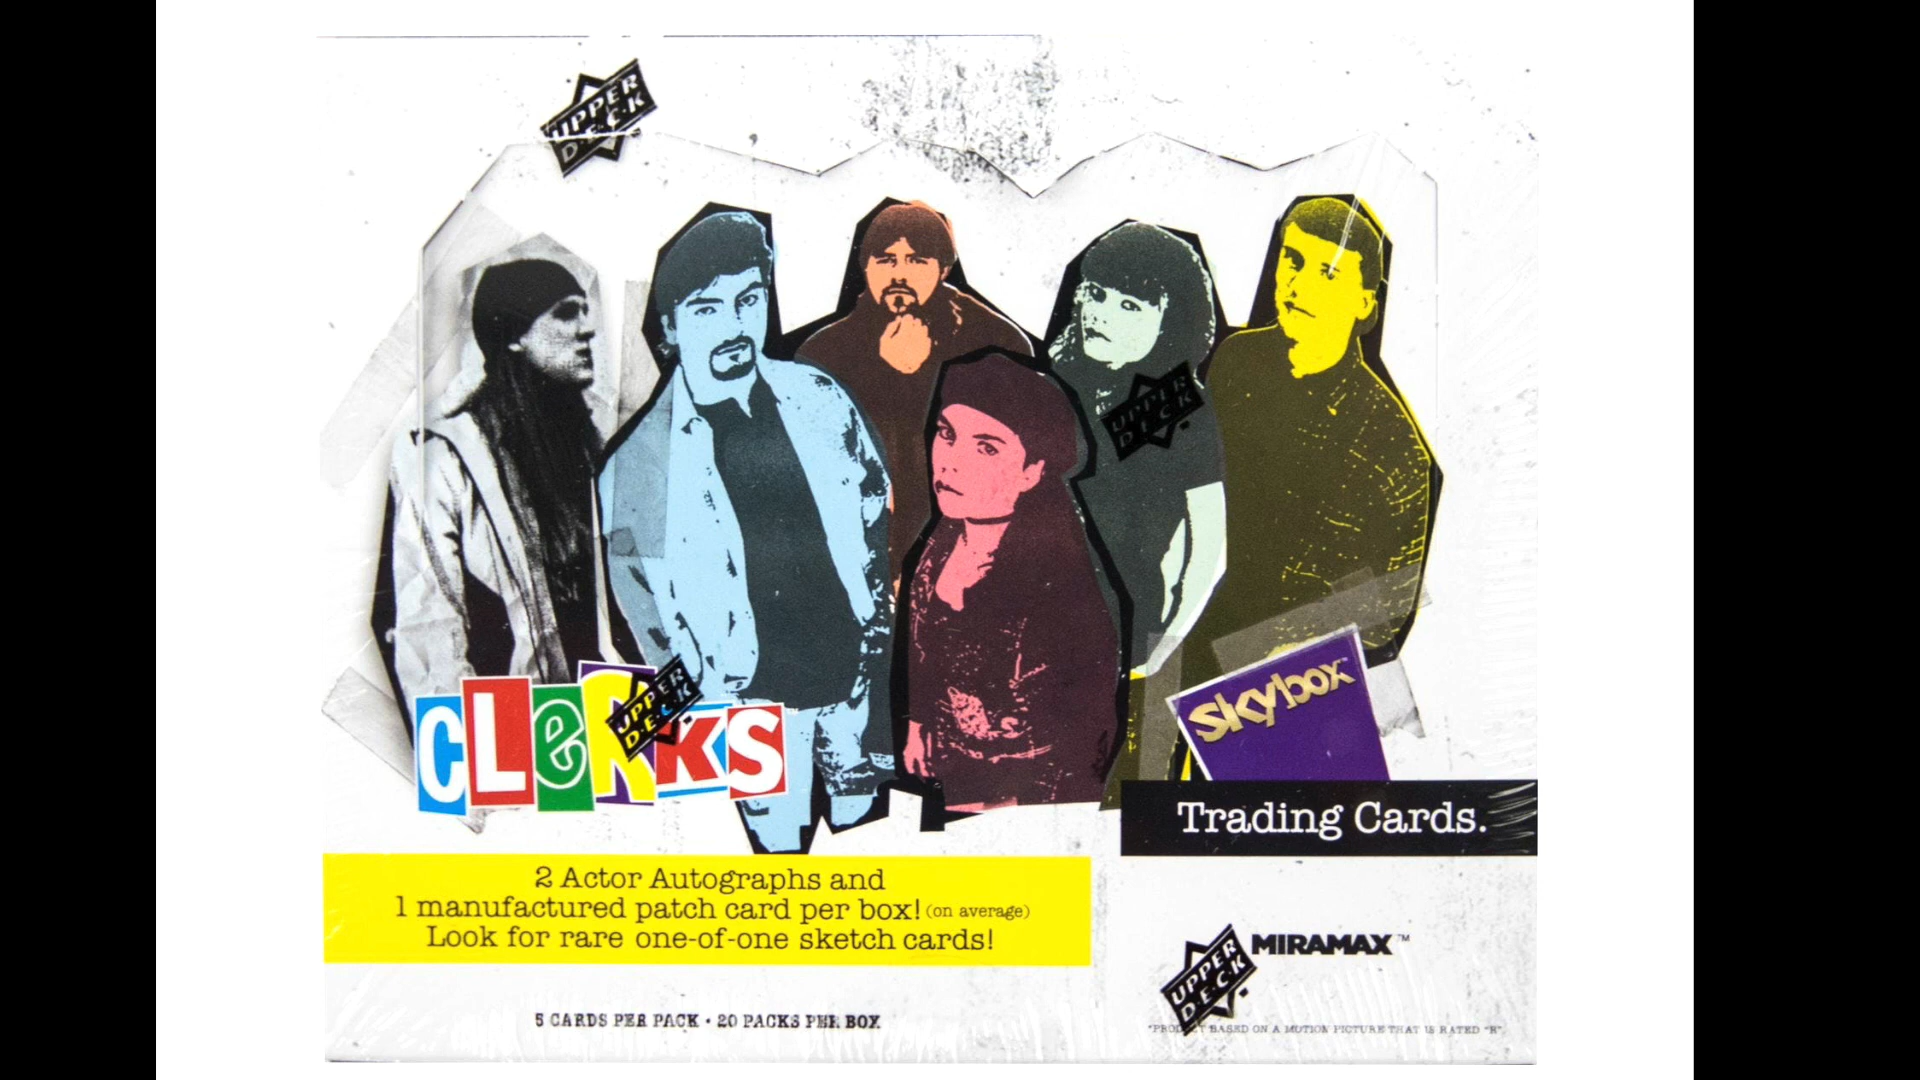 UPPER
DECK
UPPER
DECK
UPPER
DECK
CLeRKS
skybox™
Trading Cards.
2 Actor Autographs and
1 manufactured patch card per box! (on average)
Look for rare one-of-one sketch cards!
MIRAMAX™
UPPER
DECK
5 CARDS PER PACK • 20 PACKS PER BOX
BASED ON A MOTION PICTURE THAT IS RATED "R".